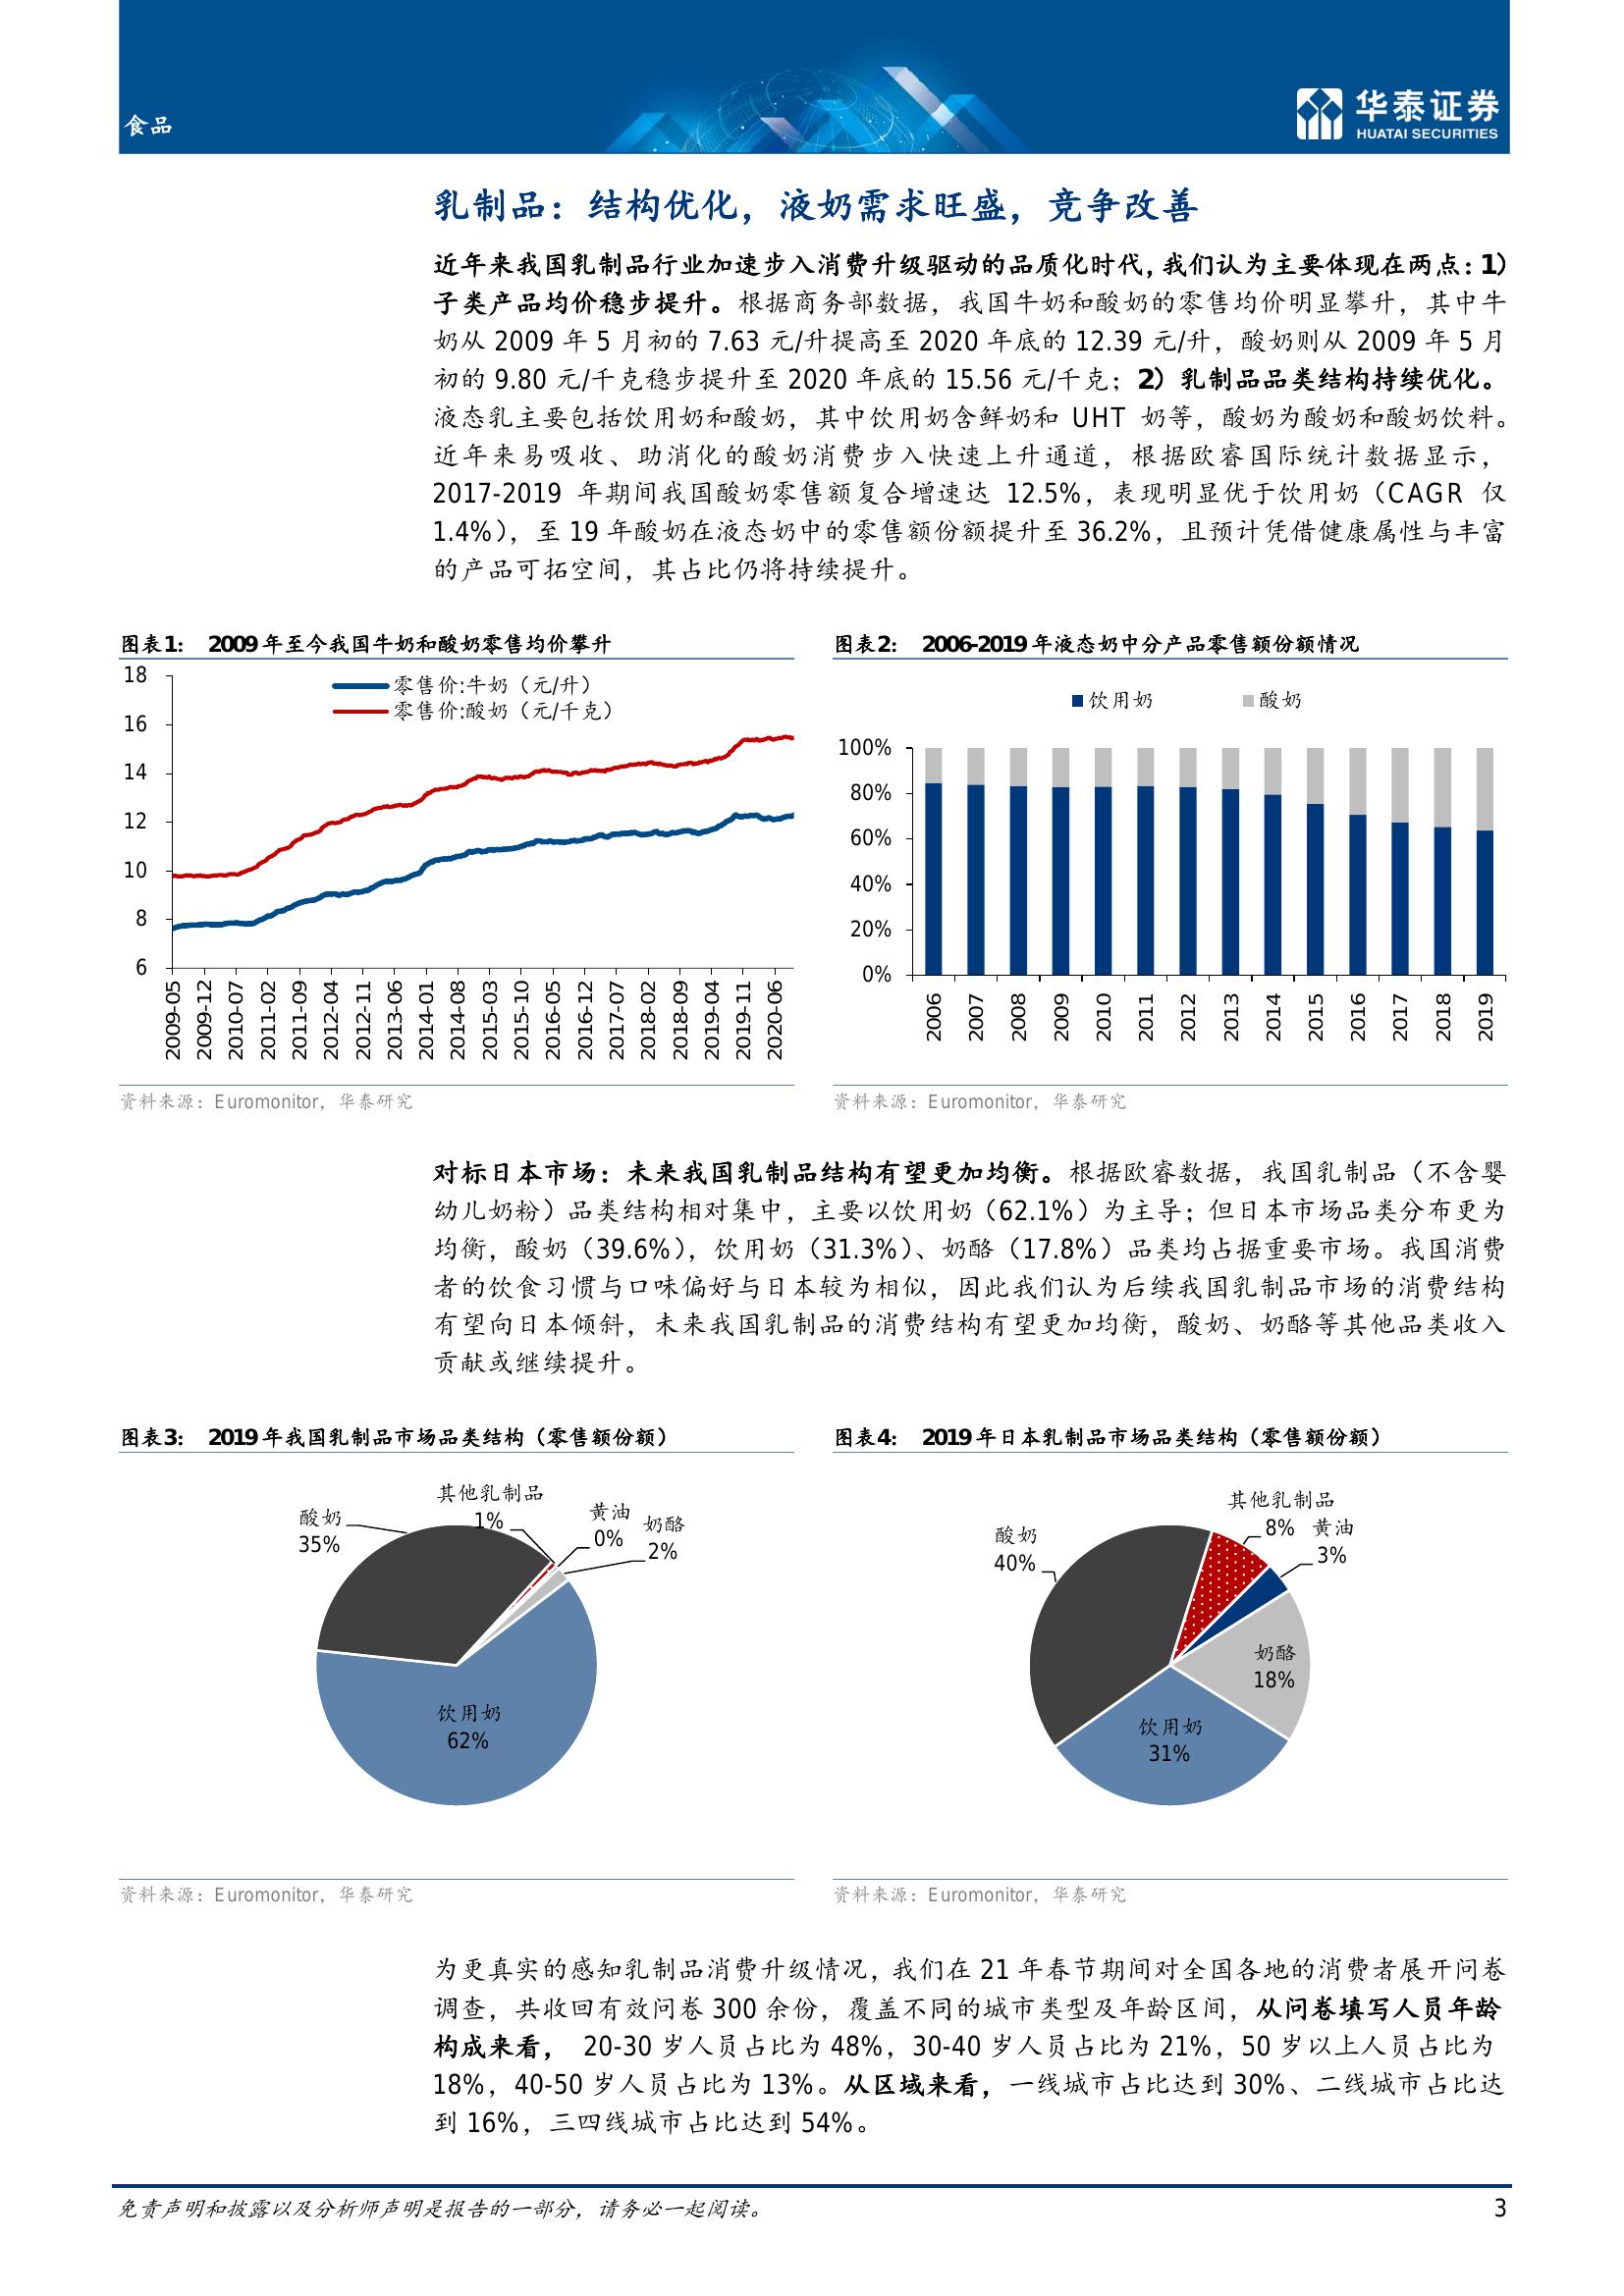 食品
华泰证券
HUATAI SECURITIES
乳制品：结构优化，液奶需求旺盛，竞争改善
近年来我国乳制品行业加速步入消费升级驱动的品质化时代，我们认为主要体现在两点：1）
子类产品均价稳步提升。根据商务部数据，我国牛奶和酸奶的零售均价明显攀升，其中牛
奶从 2009 年 5 月初的 7.63 元/升提高至 2020 年底的 12.39 元/升，酸奶则从 2009 年 5 月
初的 9.80 元/千克稳步提升至 2020 年底的 15.56 元/千克；2）乳制品品类结构持续优化。
液态乳主要包括饮用奶和酸奶，其中饮用奶含鲜奶和 UHT 奶等，酸奶为酸奶和酸奶饮料。
近年来易吸收、助消化的酸奶消费步入快速上升通道，根据欧睿国际统计数据显示，
2017-2019 年期间我国酸奶零售额复合增速达 12.5%，表现明显优于饮用奶（CAGR 仅
1.4%），至 19 年酸奶在液态奶中的零售额份额提升至 36.2%，且预计凭借健康属性与丰富
的产品可拓空间，其占比仍将持续提升。
图表1： 2009 年至今我国牛奶和酸奶零售均价攀升
零售价:牛奶（元/升）
零售价:酸奶（元/千克）
18
16
14
12
10
8
6
2009-05
2009-12
2010-07
2011-02
2011-09
2012-04
2012-11
2013-06
2014-01
2014-08
2015-03
2015-10
2016-05
2016-12
2017-07
2018-02
2018-09
2019-04
2019-11
2020-06
资料来源：Euromonitor，华泰研究
图表2： 2006-2019 年液态奶中分产品零售额份额情况
饮用奶
酸奶
100%
80%
60%
40%
20%
0%
2006
2007
2008
2009
2010
2011
2012
2013
2014
2015
2016
2017
2018
2019
资料来源：Euromonitor，华泰研究
对标日本市场：未来我国乳制品结构有望更加均衡。根据欧睿数据，我国乳制品（不含婴
幼儿奶粉）品类结构相对集中，主要以饮用奶（62.1%）为主导；但日本市场品类分布更为
均衡，酸奶（39.6%），饮用奶（31.3%）、奶酪（17.8%）品类均占据重要市场。我国消费
者的饮食习惯与口味偏好与日本较为相似，因此我们认为后续我国乳制品市场的消费结构
有望向日本倾斜，未来我国乳制品的消费结构有望更加均衡，酸奶、奶酪等其他品类收入
贡献或继续提升。
图表3： 2019 年我国乳制品市场品类结构（零售额份额）
酸奶
35%
其他乳制品
1%
黄油
0%
奶酪
2%
饮用奶
62%
资料来源：Euromonitor，华泰研究
图表4： 2019 年日本乳制品市场品类结构（零售额份额）
酸奶
40%
其他乳制品
8%
黄油
3%
奶酪
18%
饮用奶
31%
资料来源：Euromonitor，华泰研究
为更真实的感知乳制品消费升级情况，我们在 21 年春节期间对全国各地的消费者展开问卷
调查，共收回有效问卷 300 余份，覆盖不同的城市类型及年龄区间，从问卷填写人员年龄
构成来看， 20-30 岁人员占比为 48%，30-40 岁人员占比为 21%，50 岁以上人员占比为
18%，40-50 岁人员占比为 13%。从区域来看，一线城市占比达到 30%、二线城市占比达
到 16%，三四线城市占比达到 54%。
免责声明和披露以及分析师声明是报告的一部分，请务必一起阅读。
3